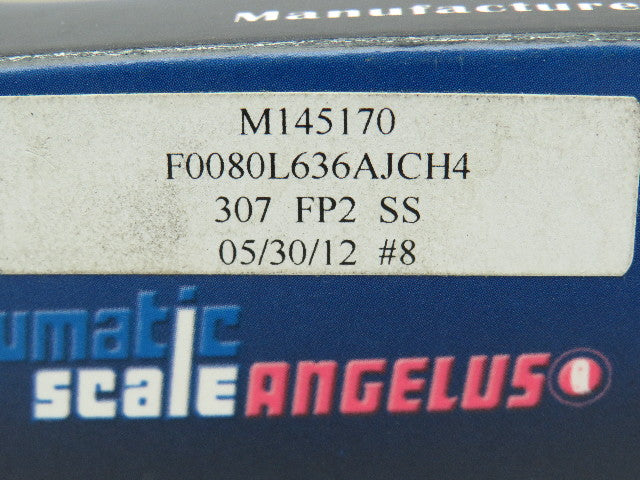 Manufacture
M145170
F0080L636AJCH4
307 FP2 SS
05/30/12 #8
umatic
scale ANGELUS